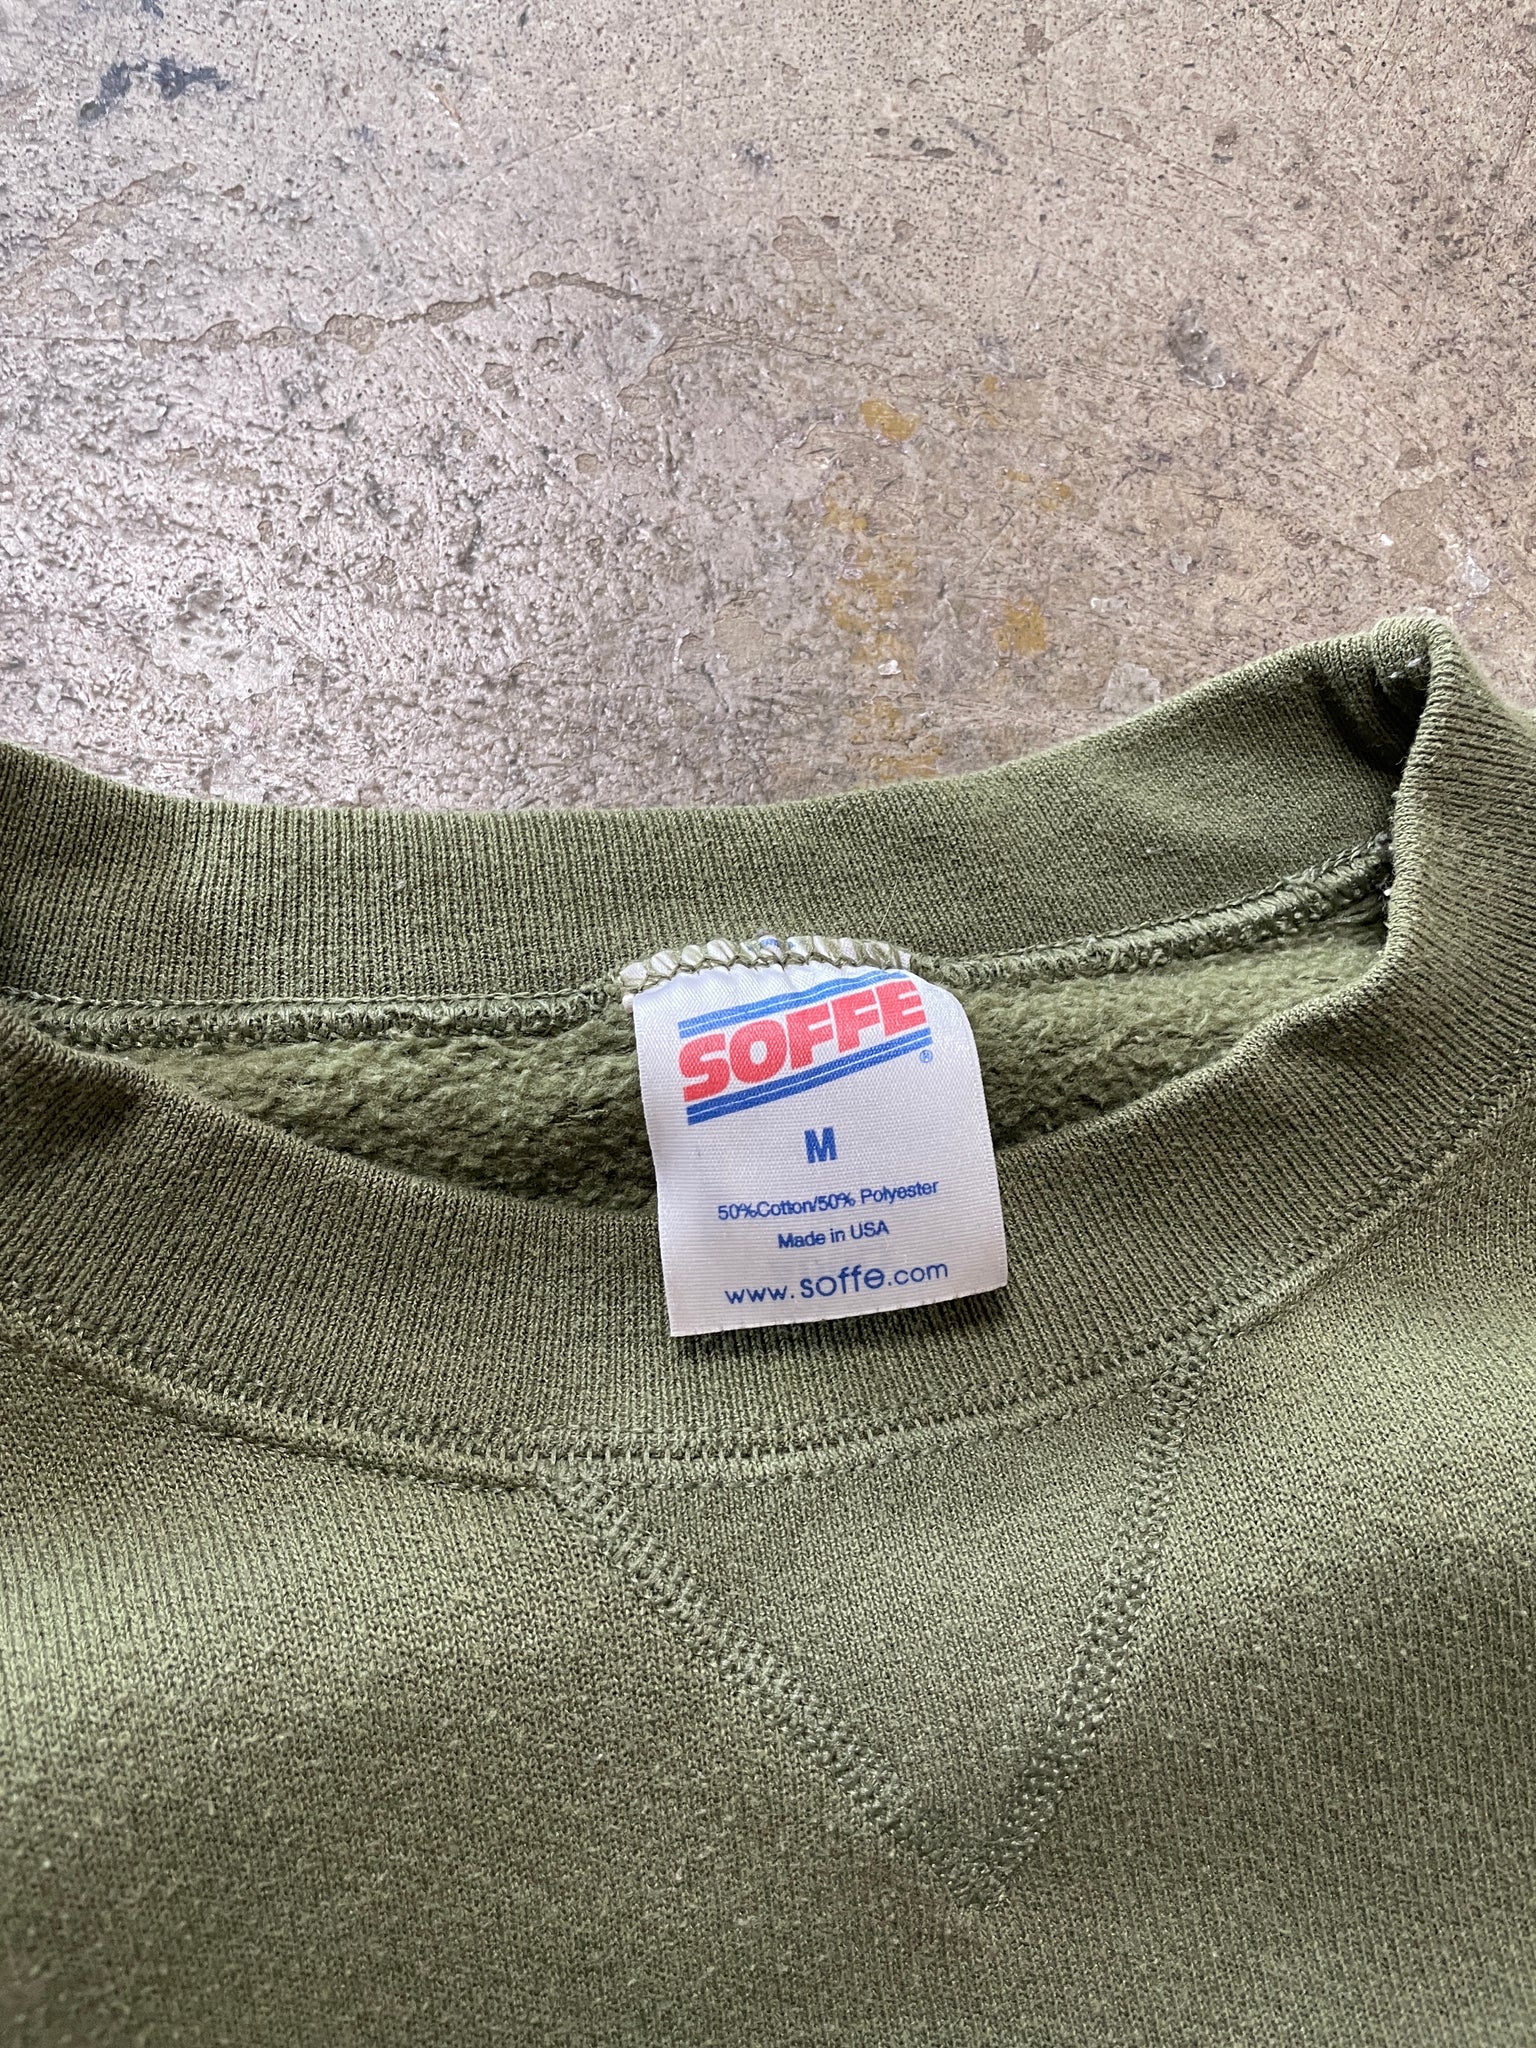 SOFFE®
M
50%Cotton/50% Polyester
Made in USA
www.soffe.com